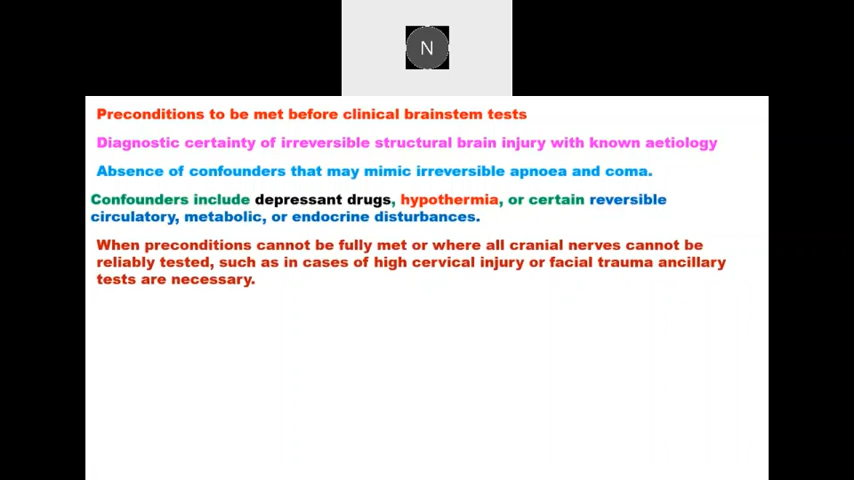 N
Preconditions to be met before clinical brainstem tests
Diagnostic certainty of irreversible structural brain injury with known aetiology
Absence of confounders that may mimic irreversible apnoea and coma.
Confounders include depressant drugs, hypothermia, or certain reversible
circulatory, metabolic, or endocrine disturbances.
When preconditions cannot be fully met or where all cranial nerves cannot be
reliably tested, such as in cases of high cervical injury or facial trauma ancillary
tests are necessary.